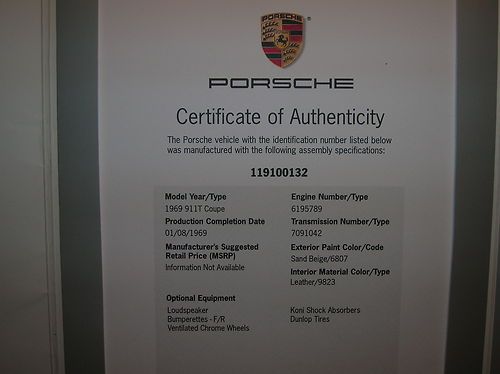 PORSCHE
PORSCHE
Certificate of Authenticity
The Porsche vehicle with the identification number listed below
was manufactured with the following assembly specifications:
119100132
Model Year/Type
1969 911T Coupe
Production Completion Date
01/08/1969
Manufacturer's Suggested
Retail Price (MSRP)
Information Not Available
Engine Number/Type
6195789
Transmission Number/Type
7091042
Exterior Paint Color/Code
Sand Beige/6807
Interior Material Color/Type
Leather/9823
Optional Equipment
Loudspeaker
Bumperettes - F/R
Ventilated Chrome Wheels
Koni Shock Absorbers
Dunlop Tires